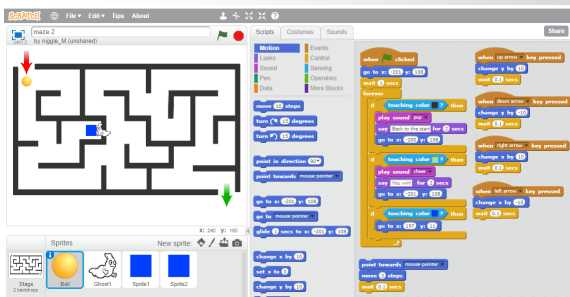 SCRATCH File▼ Edit▼ Tips About
maze 2
by niggle_M (unshared)
Scripts Costumes Sounds
Share
Motion Events
Looks Control
Sound Sensing
Pen Operators
Data More Blocks
move 10 steps
turn ↻ 15 degrees
turn ↺ 15 degrees
point in direction 90▼
point towards mouse-pointer
go to x: -201 y: 108
go to mouse-pointer
glide 1 secs to x: -201 y: 108
change x by 10
set x to 0
change y by 10
when clicked
go to x: -201 y: 108
wait 1 secs
forever
if touching color ? then
play sound pop
say Back to the start for 2 secs
go to x: -201 y: 108
if touching color ? then
play sound cheer
say You win! for 2 secs
go to x: -201 y: 108
if touching color ? then
go to x: 197 y: 11
point towards mouse-pointer
move 3 steps
wait 0.1 secs
when up arrow key pressed
change y by 10
wait 0.1 secs
when down arrow key pressed
change y by -10
wait 0.1 secs
when right arrow key pressed
change x by 10
wait 0.1 secs
when left arrow key pressed
change x by -10
wait 0.1 secs
x: 240 y: 180
Sprites New sprite:
Stage
2 backdrops
Ball Ghost1 Sprite1 Sprite2